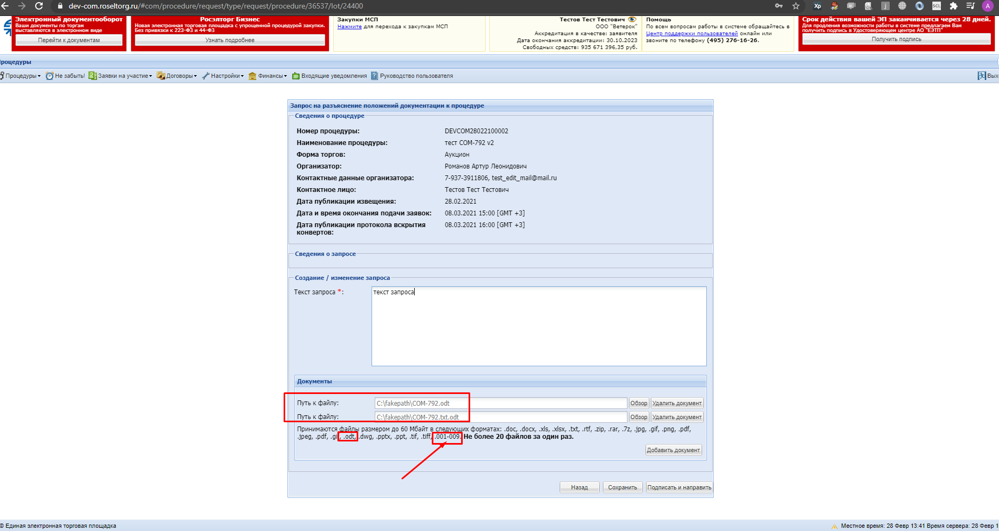 dev-com.roseltorg.ru/#com/procedure/request/type/request/procedure/36537/lot/24400
Электронный документооборот
Ваши документы по торгам
выставляются в электронном виде
Перейти к документам
Росэлторг Бизнес
Новая электронная торговая площадка с упрощенной процедурой закупки.
Без привязки к 223-ФЗ и 44-ФЗ
Узнать подробнее
Закупки МСП
Нажмите для перехода к закупкам МСП
Тестов Тест Тестович
ООО "Ветерок"
Аккредитация в качестве: заявителя
Дата окончания аккредитации: 30.10.2023
Свободных средств: 935 671 396,35 руб.
Помощь
По всем вопросам работы в системе обращайтесь в
Центр поддержки пользователей онлайн или
звоните по телефону (495) 276-16-26.
Срок действия вашей ЭП заканчивается через 28 дней.
Для продления возможности работы в системе предлагаем Вам
получить подпись в Удостоверяющем центре АО "ЕЭТП"
Получить подпись
роцедуры
Процедуры Не забыть! Заявки на участие Договоры Настройки Финансы Входящие уведомления Руководство пользователя Вых
Запрос на разъяснение положений документации к процедуре
Сведения о процедуре
Номер процедуры: DEVCOM28022100002
Наименование процедуры: тест COM-792 v2
Форма торгов: Аукцион
Организатор: Романов Артур Леонидович
Контактные данные организатора: 7-937-3911806, test_edit_mail@mail.ru
Контактное лицо: Тестов Тест Тестович
Дата публикации извещения: 28.02.2021
Дата и время окончания подачи заявок: 08.03.2021 15:00 [GMT +3]
Дата публикации протокола вскрытия 08.03.2021 16:00 [GMT +3]
конвертов:
Сведения о запросе
Создание / изменение запроса
Текст запроса *: текст запроса
Документы
Путь к файлу: C:\fakepath\COM-792.odt Обзор Удалить документ
Путь к файлу: C:\fakepath\COM-792.txt.odt Обзор Удалить документ
Принимаются файлы размером до 60 Мбайт в следующих форматах: .doc, .docx, .xls, .xlsx, .txt, .rtf, .zip, .rar, .7z, .jpg, .gif, .png, .pdf,
.jpeg, .pdf, .gif, .odt, .dwg, .pptx, .ppt, .tif, .tiff, .001-009. Не более 20 файлов за один раз.
Добавить документ
Назад Сохранить Подписать и направить
© Единая электронная торговая площадка
Местное время: 28 Февр 13:41 Время сервера: 28 Февр 1
Xp
SCL
j
A